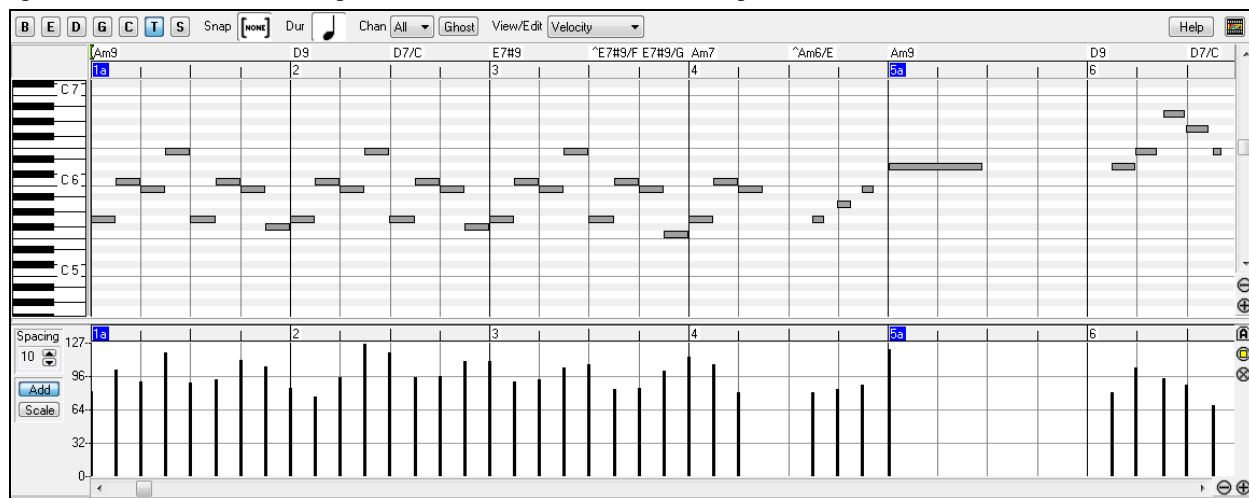 B E D G C T S Snap [NONE] Dur Chan All Ghost View/Edit Velocity Help
Am9 D9 D7/C E7#9 ^E7#9/F E7#9/G Am7 ^Am6/E Am9 D9 D7/C
1a 2 3 4 5a 6
C 7
C 6
C 5
1a 2 3 4 5a 6
Spacing
10
Add
Scale
127
96
64
32
0
A